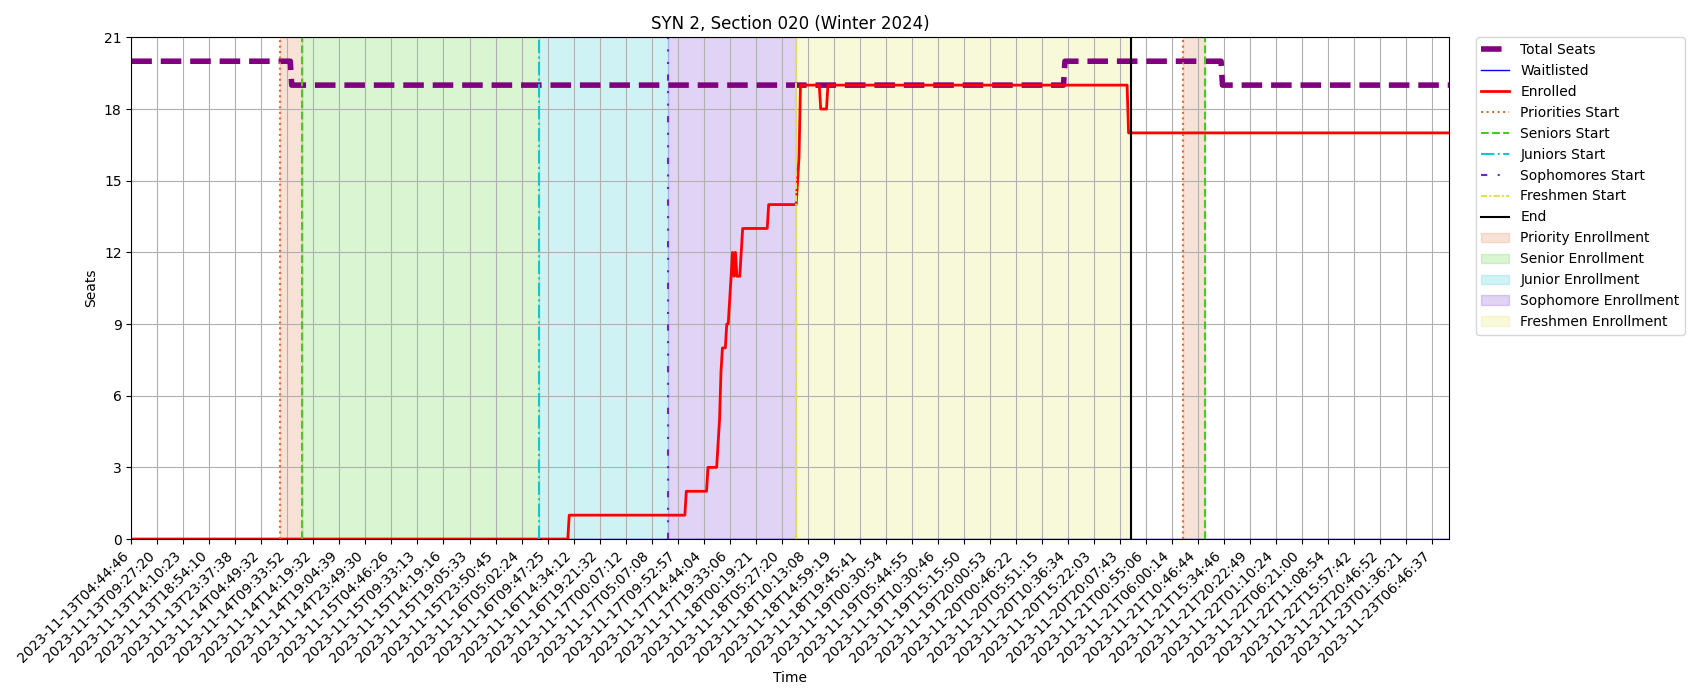 SYN 2, Section 020 (Winter 2024)
Seats
21
18
15
12
9
6
3
0
2023-11-13T04:44:46
2023-11-13T09:27:20
2023-11-13T14:10:23
2023-11-13T18:54:10
2023-11-13T23:37:38
2023-11-14T04:49:32
2023-11-14T09:33:52
2023-11-14T14:19:32
2023-11-14T19:04:39
2023-11-14T23:49:30
2023-11-15T04:46:26
2023-11-15T09:33:13
2023-11-15T14:19:16
2023-11-15T19:05:33
2023-11-15T23:50:45
2023-11-16T05:02:24
2023-11-16T09:47:25
2023-11-16T14:34:12
2023-11-16T19:21:32
2023-11-17T00:07:12
2023-11-17T05:07:08
2023-11-17T09:52:57
2023-11-17T14:44:04
2023-11-17T19:33:06
2023-11-18T00:19:21
2023-11-18T05:27:20
2023-11-18T10:13:08
2023-11-18T14:59:19
2023-11-18T19:45:41
2023-11-19T00:30:54
2023-11-19T05:44:55
2023-11-19T10:30:46
2023-11-19T15:15:50
2023-11-19T20:00:53
2023-11-20T00:46:22
2023-11-20T05:51:15
2023-11-20T10:36:34
2023-11-20T15:22:03
2023-11-20T20:07:43
2023-11-21T00:55:06
2023-11-21T06:00:14
2023-11-21T10:46:44
2023-11-21T15:34:46
2023-11-21T20:22:49
2023-11-22T01:10:24
2023-11-22T06:21:00
2023-11-22T11:08:54
2023-11-22T15:57:42
2023-11-22T20:46:52
2023-11-23T01:36:21
2023-11-23T06:46:37
Time
Total Seats
Waitlisted
Enrolled
Priorities Start
Seniors Start
Juniors Start
Sophomores Start
Freshmen Start
End
Priority Enrollment
Senior Enrollment
Junior Enrollment
Sophomore Enrollment
Freshmen Enrollment